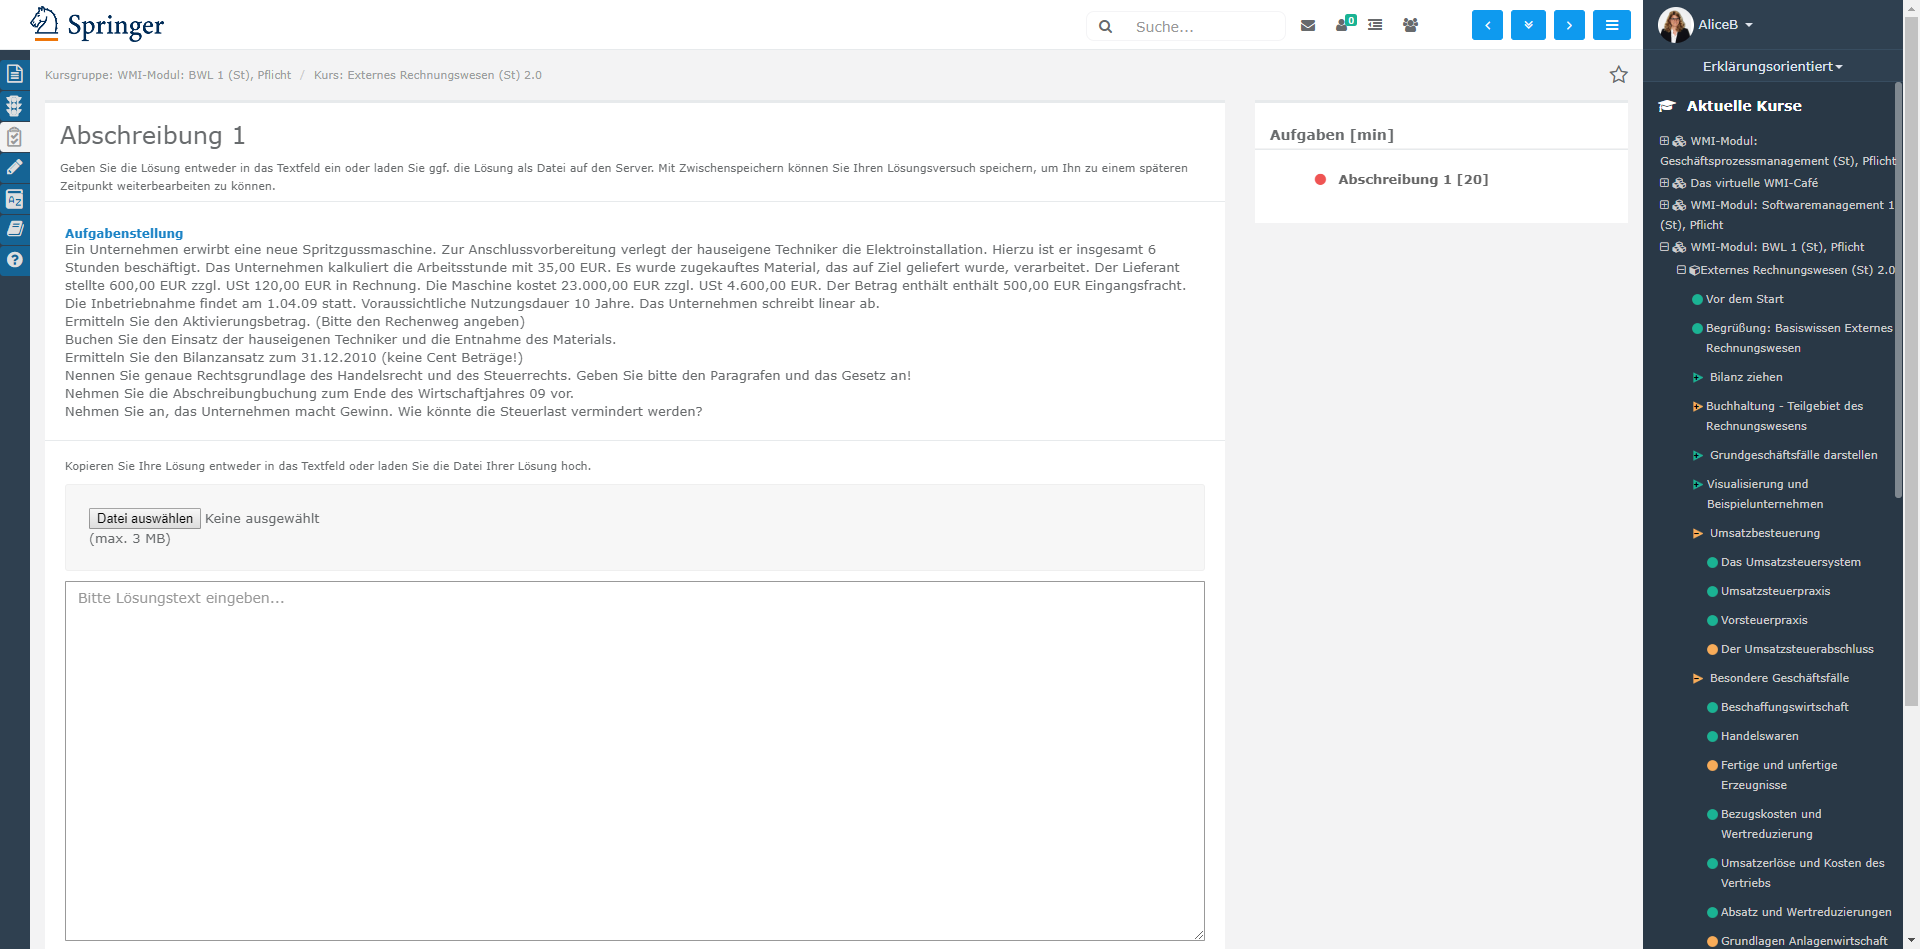 Springer
Suche...
0
AliceB
Erklärungsorientiert
Kursgruppe: WMI-Modul: BWL 1 (St), Pflicht / Kurs: Externes Rechnungswesen (St) 2.0
Abschreibung 1
Geben Sie die Lösung entweder in das Textfeld ein oder laden Sie ggf. die Lösung als Datei auf den Server. Mit Zwischenspeichern können Sie Ihren Lösungsversuch speichern, um Ihn zu einem späteren
Zeitpunkt weiterbearbeiten zu können.
Aufgabenstellung
Ein Unternehmen erwirbt eine neue Spritzgussmaschine. Zur Anschlussvorbereitung verlegt der hauseigene Techniker die Elektroinstallation. Hierzu ist er insgesamt 6
Stunden beschäftigt. Das Unternehmen kalkuliert die Arbeitsstunde mit 35,00 EUR. Es wurde zugekauftes Material, das auf Ziel geliefert wurde, verarbeitet. Der Lieferant
stellte 600,00 EUR zzgl. USt 120,00 EUR in Rechnung. Die Maschine kostet 23.000,00 EUR zzgl. USt 4.600,00 EUR. Der Betrag enthält enthält 500,00 EUR Eingangsfracht.
Die Inbetriebnahme findet am 1.04.09 statt. Voraussichtliche Nutzungsdauer 10 Jahre. Das Unternehmen schreibt linear ab.
Ermitteln Sie den Aktivierungsbetrag. (Bitte den Rechenweg angeben)
Buchen Sie den Einsatz der hauseigenen Techniker und die Entnahme des Materials.
Ermitteln Sie den Bilanzansatz zum 31.12.2010 (keine Cent Beträge!)
Nennen Sie genaue Rechtsgrundlage des Handelsrecht und des Steuerrechts. Geben Sie bitte den Paragrafen und das Gesetz an!
Nehmen Sie die Abschreibungbuchung zum Ende des Wirtschaftjahres 09 vor.
Nehmen Sie an, das Unternehmen macht Gewinn. Wie könnte die Steuerlast vermindert werden?
Kopieren Sie Ihre Lösung entweder in das Textfeld oder laden Sie die Datei Ihrer Lösung hoch.
Datei auswählen Keine ausgewählt
(max. 3 MB)
Bitte Lösungstext eingeben...
Aufgaben [min]
Abschreibung 1 [20]
Aktuelle Kurse
WMI-Modul:
Geschäftsprozessmanagement (St), Pflicht
Das virtuelle WMI-Café
WMI-Modul: Softwaremanagement 1
(St), Pflicht
WMI-Modul: BWL 1 (St), Pflicht
Externes Rechnungswesen (St) 2.0
Vor dem Start
Begrüßung: Basiswissen Externes
Rechnungswesen
Bilanz ziehen
Buchhaltung - Teilgebiet des
Rechnungswesens
Grundgeschäftsfälle darstellen
Visualisierung und
Beispielunternehmen
Umsatzbesteuerung
Das Umsatzsteuersystem
Umsatzsteuerpraxis
Vorsteuerpraxis
Der Umsatzsteuerabschluss
Besondere Geschäftsfälle
Beschaffungswirtschaft
Handelswaren
Fertige und unfertige
Erzeugnisse
Bezugskosten und
Wertreduzierung
Umsatzerlöse und Kosten des
Vertriebs
Absatz und Wertreduzierungen
Grundlagen Anlagenwirtschaft